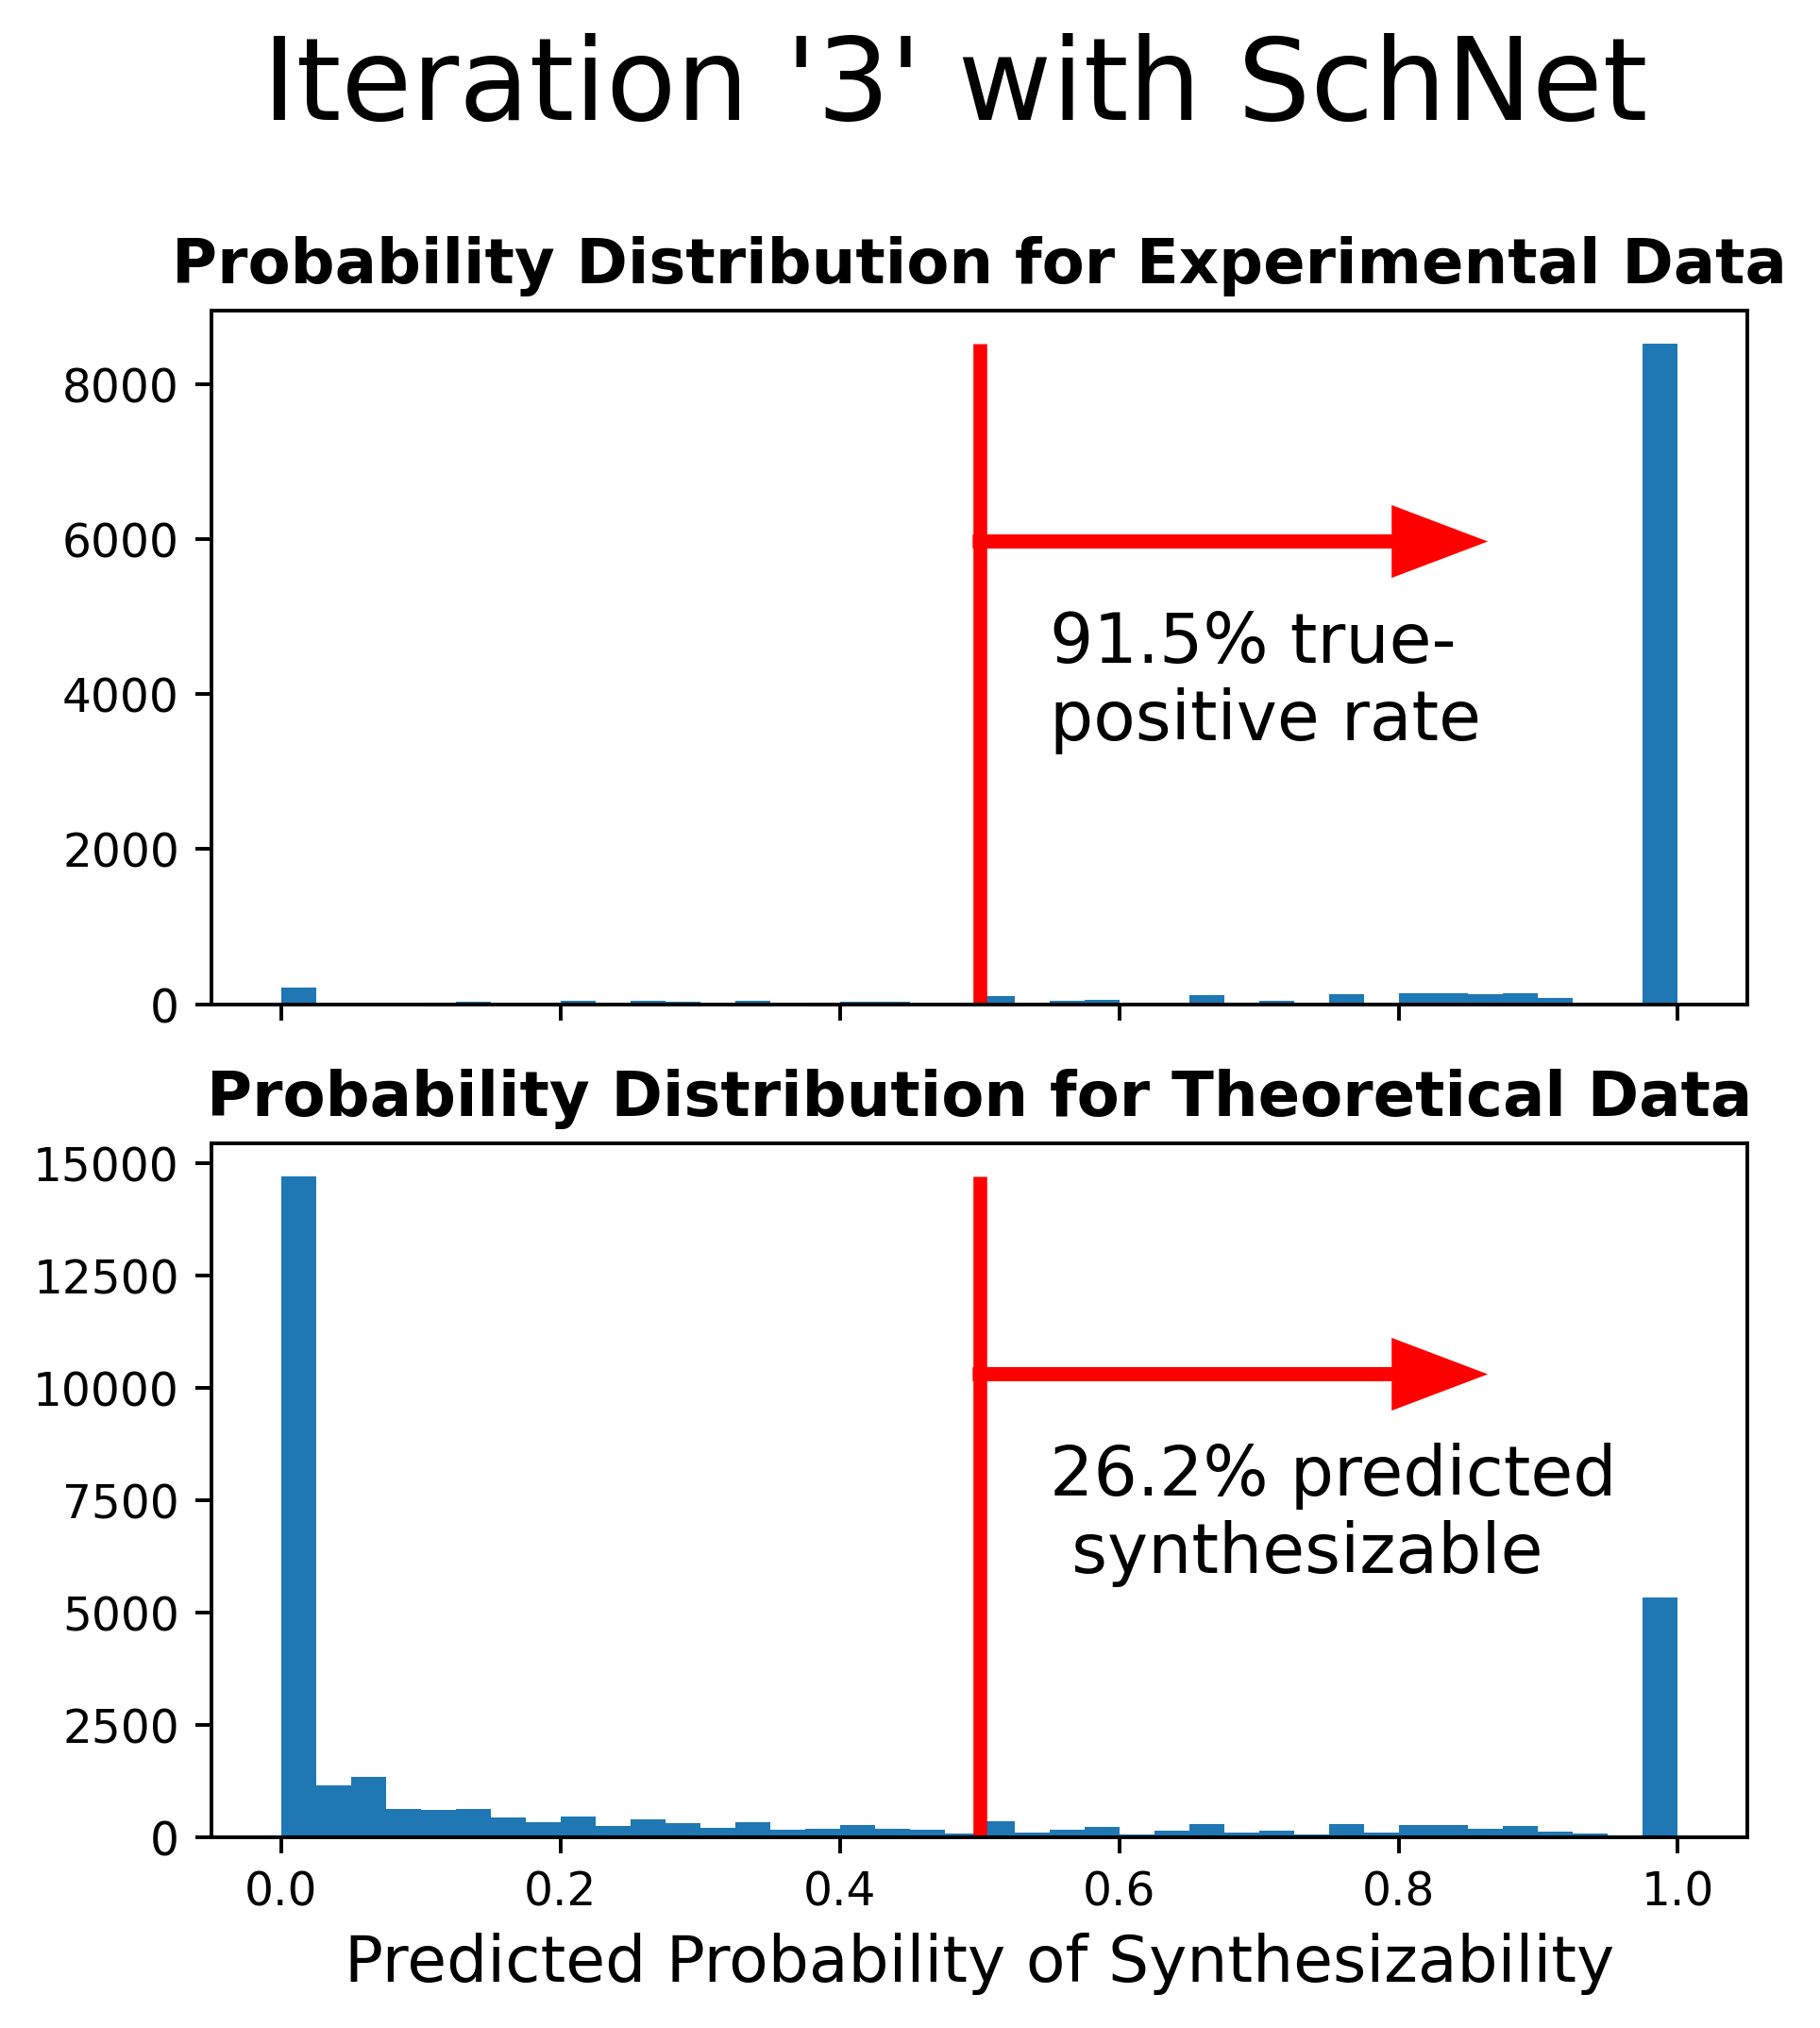 Iteration '3' with SchNet
Probability Distribution for Experimental Data
8000
6000
4000
2000
0
91.5% true-
positive rate
Probability Distribution for Theoretical Data
15000
12500
10000
7500
5000
2500
0
26.2% predicted
synthesizable
0.0 0.2 0.4 0.6 0.8 1.0
Predicted Probability of Synthesizability